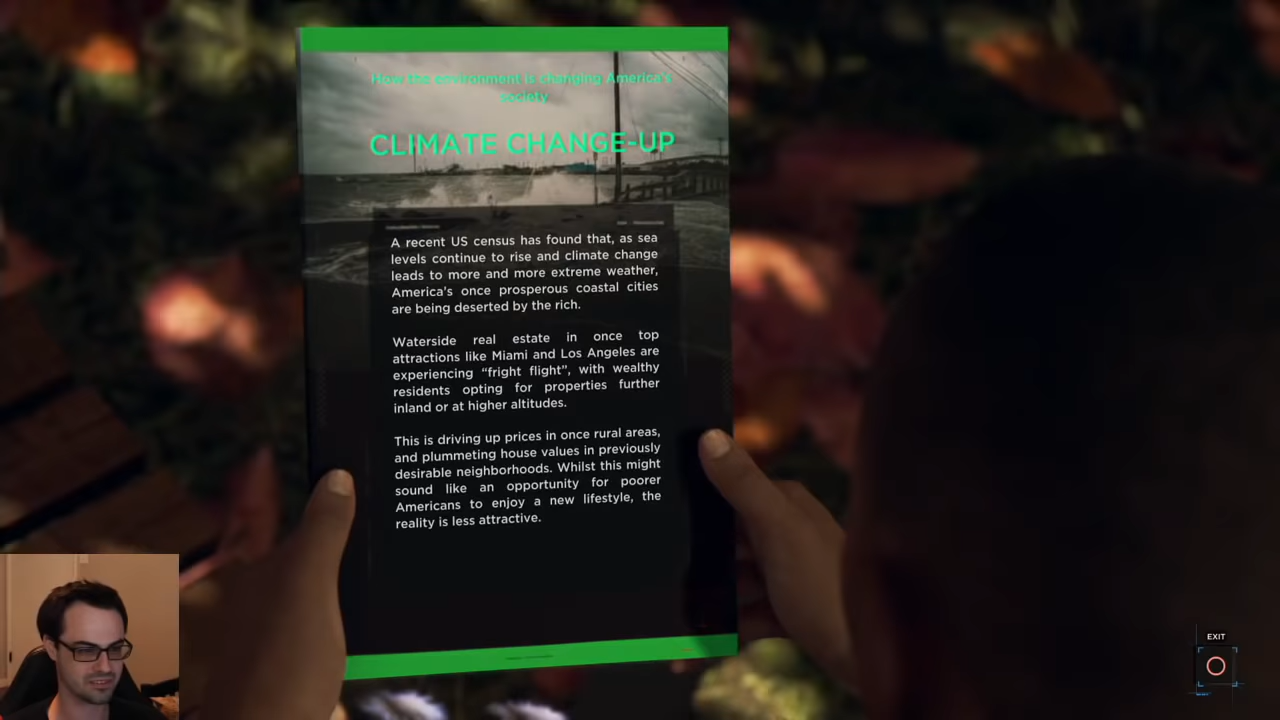 How the environment is changing America's
society
CLIMATE CHANGE-UP
A recent US census has found that, as sea
levels continue to rise and climate change
leads to more and more extreme weather,
America's once prosperous coastal cities
are being deserted by the rich.
Waterside real estate in once top
attractions like Miami and Los Angeles are
experiencing “fright flight”, with wealthy
residents opting for properties further
inland or at higher altitudes.
This is driving up prices in once rural areas,
and plummeting house values in previously
desirable neighborhoods. Whilst this might
sound like an opportunity for poorer
Americans to enjoy a new lifestyle, the
reality is less attractive.
EXIT